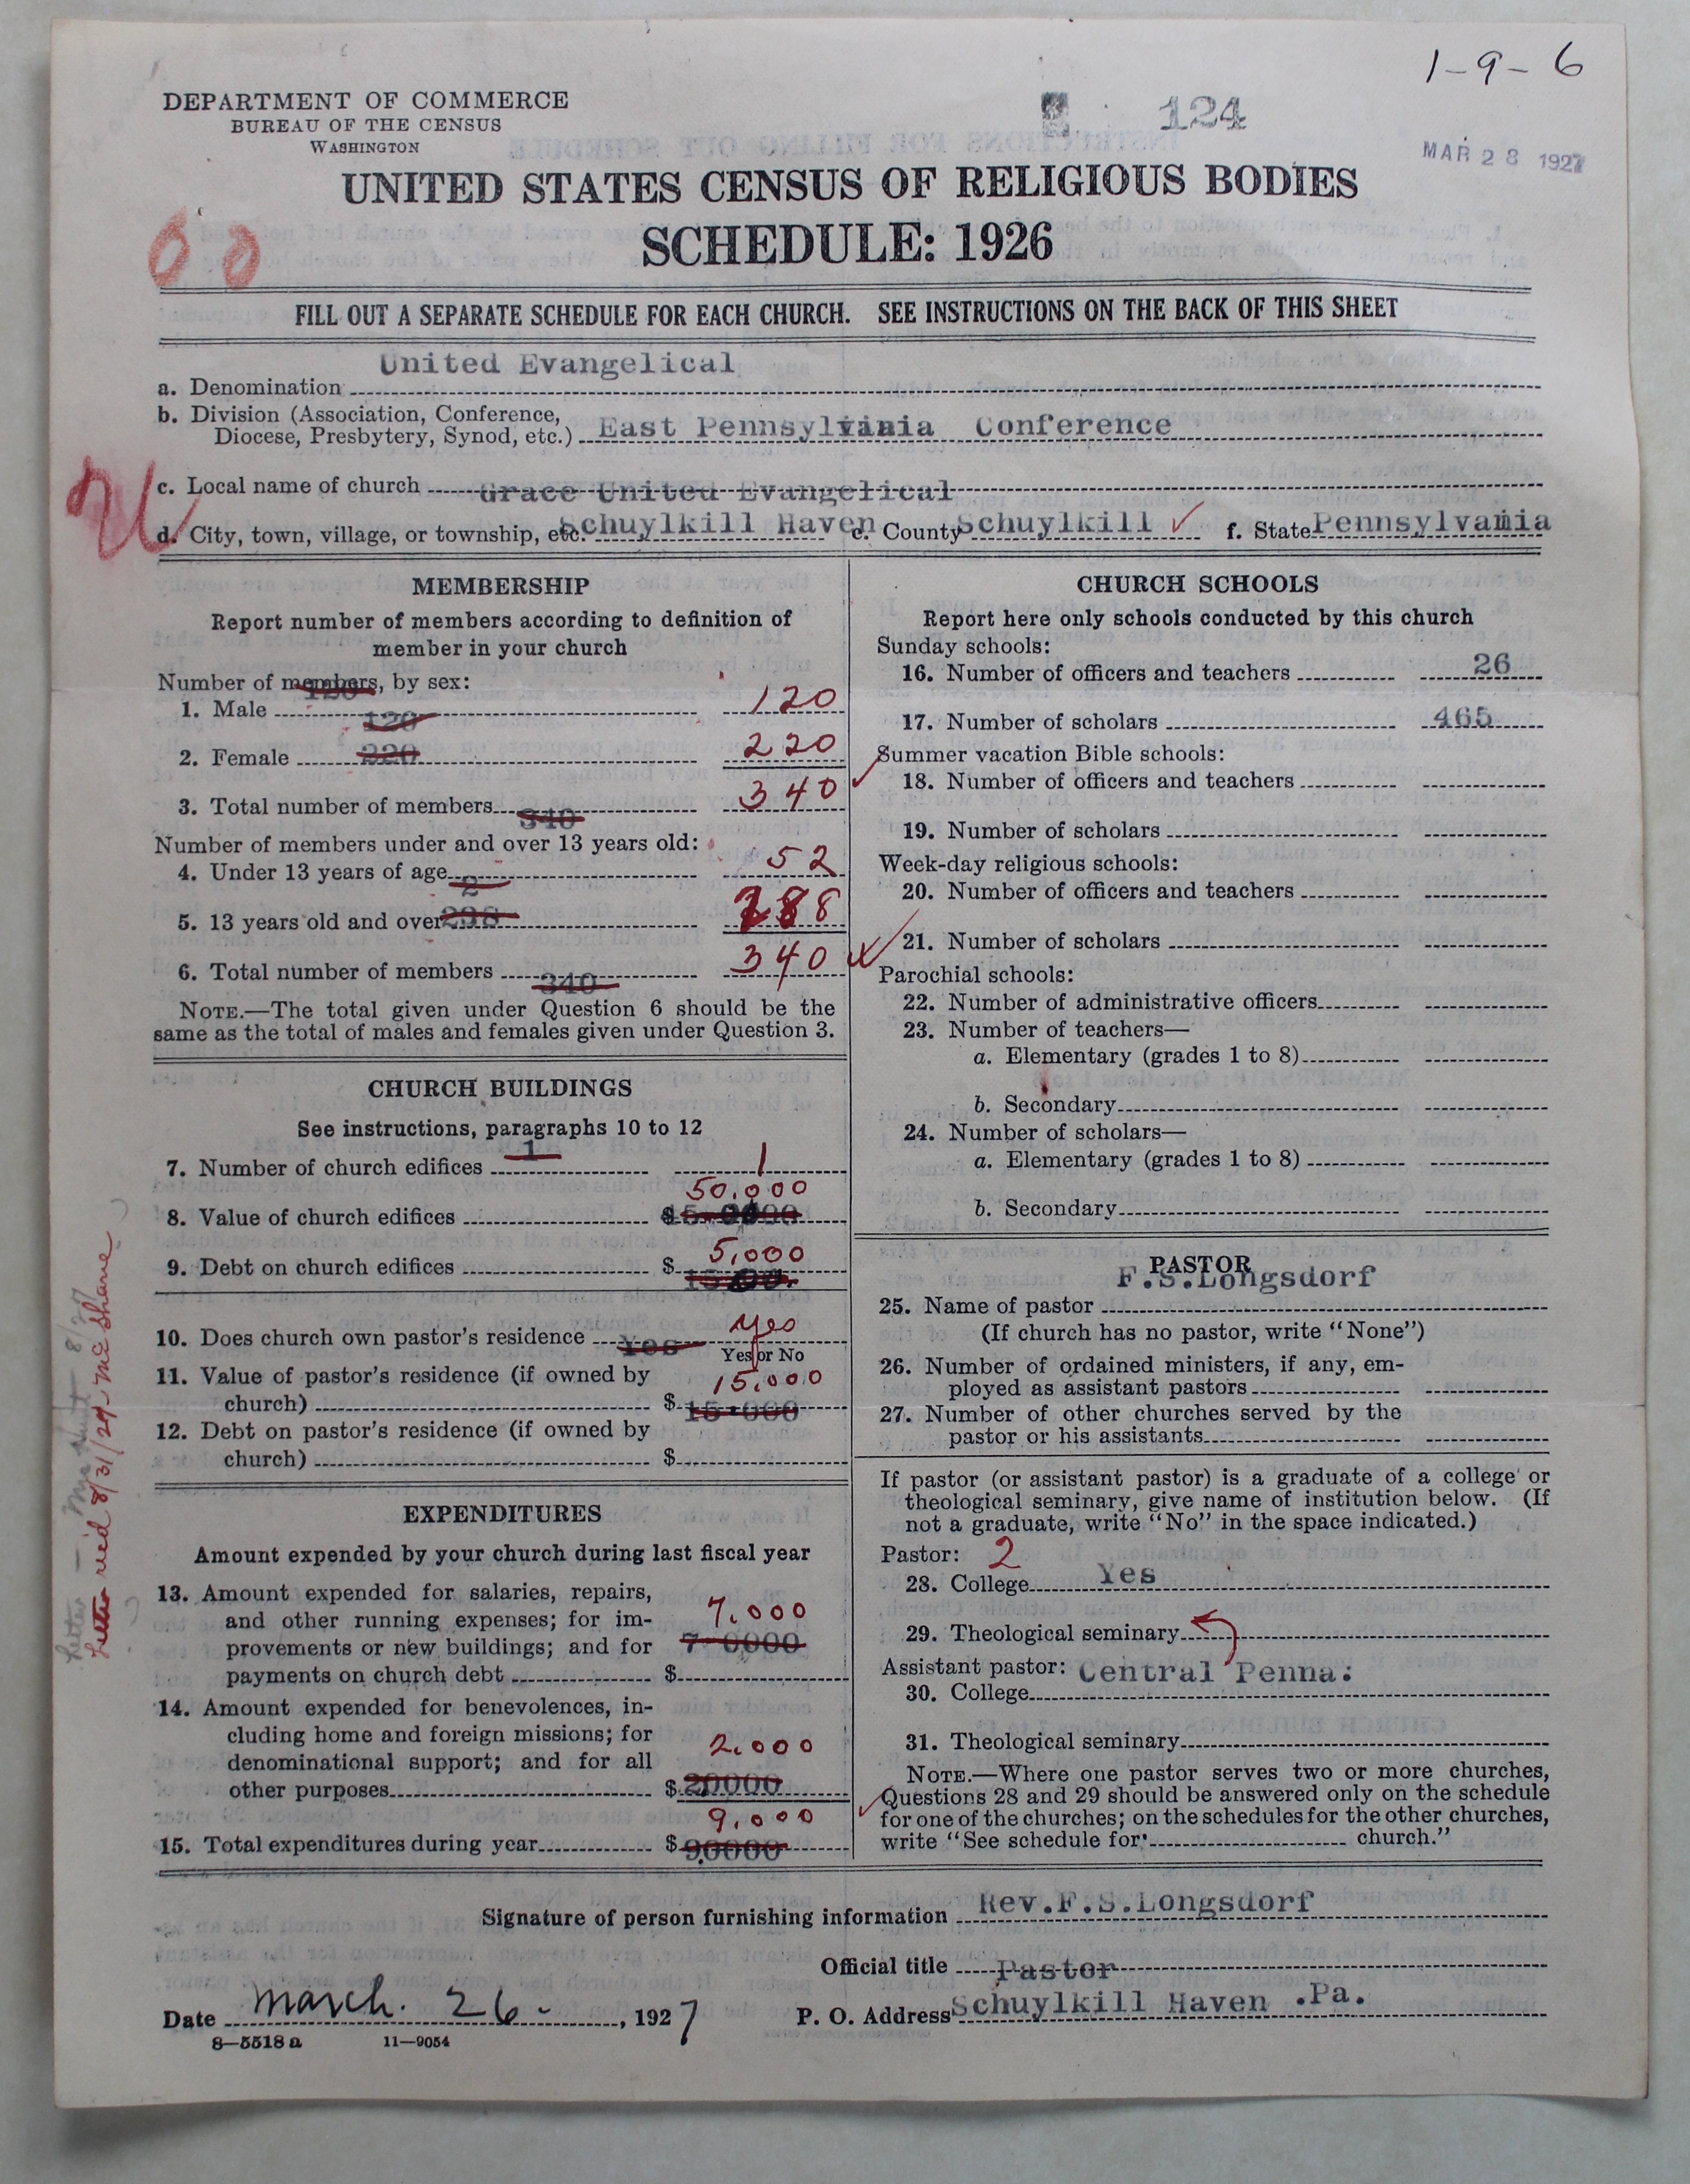 1-9-6
DEPARTMENT OF COMMERCE
BUREAU OF THE CENSUS
WASHINGTON
124
MAR 28 1927
UNITED STATES CENSUS OF RELIGIOUS BODIES
SCHEDULE: 1926
FILL OUT A SEPARATE SCHEDULE FOR EACH CHURCH. SEE INSTRUCTIONS ON THE BACK OF THIS SHEET
a. Denomination United Evangelical
b. Division (Association, Conference,
Diocese, Presbytery, Synod, etc.) East Pennsylvania Conference
c. Local name of church Grace United Evangelical
d. City, town, village, or township, etc. Schuylkill Haven e. County Schuylkill f. State Pennsylvania
MEMBERSHIP
Report number of members according to definition of
member in your church
Number of members, by sex:
120
1. Male 120 120
2. Female 220 220
3. Total number of members 340 340
Number of members under and over 13 years old:
4. Under 13 years of age 2 52
5. 13 years old and over 288
6. Total number of members 340 340
NOTE.—The total given under Question 6 should be the
same as the total of males and females given under Question 3.
CHURCH BUILDINGS
See instructions, paragraphs 10 to 12
7. Number of church edifices 1 1
50.000
8. Value of church edifices $
5.000
9. Debt on church edifices $
10. Does church own pastor's residence Yes yes
Yes or No
11. Value of pastor's residence (if owned by 15.000
church) $ 15.000
12. Debt on pastor's residence (if owned by
church) $
EXPENDITURES
Amount expended by your church during last fiscal year
13. Amount expended for salaries, repairs,
and other running expenses; for im- 7.000
provements or new buildings; and for 7 0000
payments on church debt $
14. Amount expended for benevolences, in-
cluding home and foreign missions; for
denominational support; and for all 2.000
other purposes $ 20000
9.000
15. Total expenditures during year $ 90000
CHURCH SCHOOLS
Report here only schools conducted by this church
Sunday schools:
16. Number of officers and teachers 26
17. Number of scholars 465
Summer vacation Bible schools:
18. Number of officers and teachers
19. Number of scholars
Week-day religious schools:
20. Number of officers and teachers
21. Number of scholars
Parochial schools:
22. Number of administrative officers
23. Number of teachers—
a. Elementary (grades 1 to 8)
b. Secondary
24. Number of scholars—
a. Elementary (grades 1 to 8)
b. Secondary
PASTOR
25. Name of pastor F.S.Longsdorf
(If church has no pastor, write "None")
26. Number of ordained ministers, if any, em-
ployed as assistant pastors
27. Number of other churches served by the
pastor or his assistants
If pastor (or assistant pastor) is a graduate of a college or
theological seminary, give name of institution below. (If
not a graduate, write "No" in the space indicated.)
Pastor: 2
28. College Yes
29. Theological seminary
Assistant pastor: Central Penna.
30. College
31. Theological seminary
NOTE.—Where one pastor serves two or more churches,
Questions 28 and 29 should be answered only on the schedule
for one of the churches; on the schedules for the other churches,
write "See schedule for church."
Signature of person furnishing information Rev.F.S.Longsdorf
Official title Pastor
Date March. 26- , 1927 P. O. Address Schuylkill Haven .Pa.
8—5518 a 11—9054